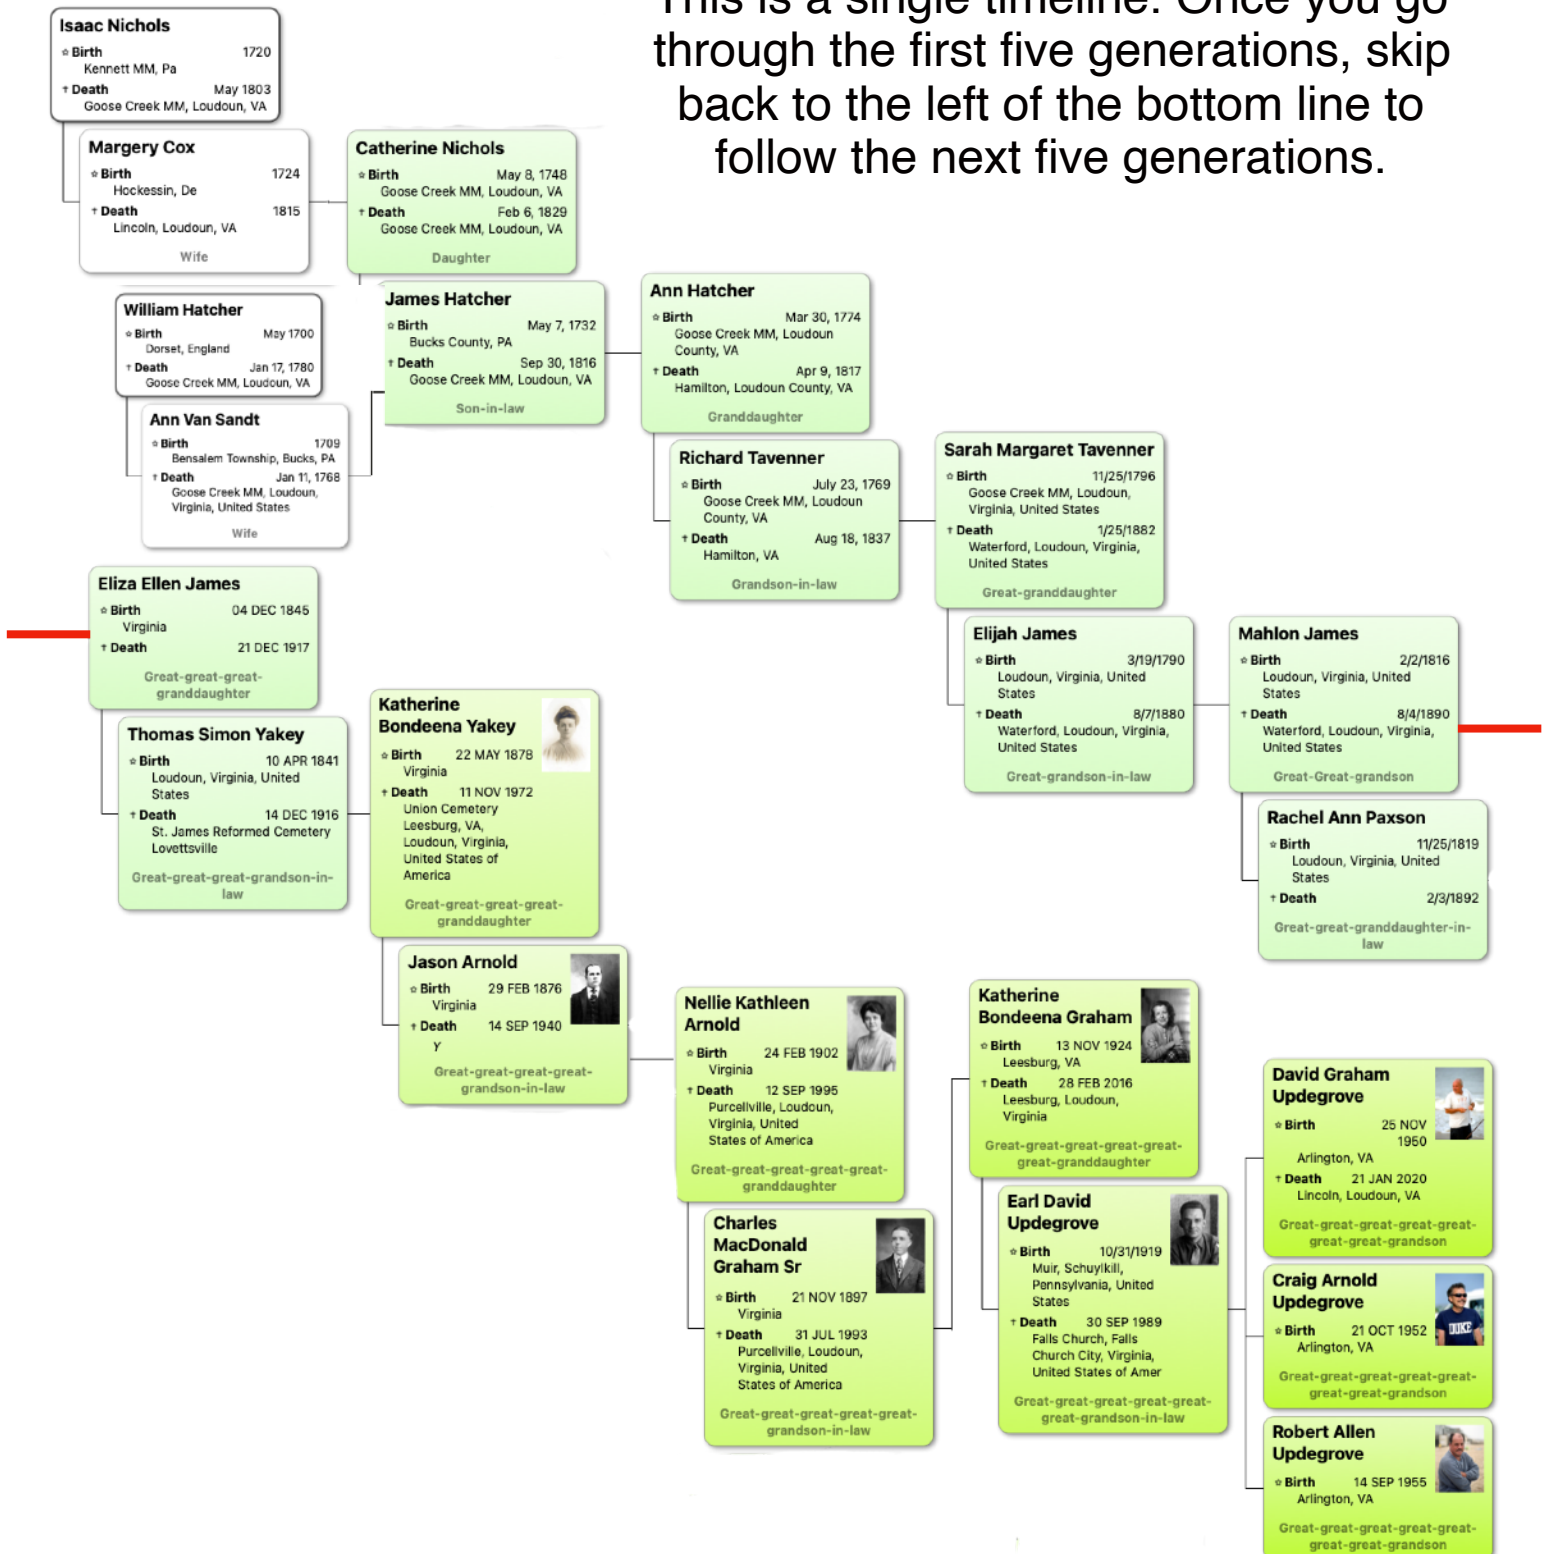 This is a single timeline. Once you go
through the first five generations, skip
back to the left of the bottom line to
follow the next five generations.
Isaac Nichols
☆ Birth 1720
Kennett MM, Pa
† Death May 1803
Goose Creek MM, Loudoun, VA
Margery Cox
☆ Birth 1724
Hockessin, De
† Death 1815
Lincoln, Loudoun, VA
Wife
Catherine Nichols
☆ Birth May 8, 1748
Goose Creek MM, Loudoun, VA
† Death Feb 6, 1829
Goose Creek MM, Loudoun, VA
Daughter
William Hatcher
☆ Birth May 1700
Dorset, England
† Death Jan 17, 1780
Goose Creek MM, Loudoun, VA
Ann Van Sandt
☆ Birth 1709
Bensalem Township, Bucks, PA
† Death Jan 11, 1768
Goose Creek MM, Loudoun,
Virginia, United States
Wife
James Hatcher
☆ Birth May 7, 1732
Bucks County, PA
† Death Sep 30, 1816
Goose Creek MM, Loudoun, VA
Son-in-law
Ann Hatcher
☆ Birth Mar 30, 1774
Goose Creek MM, Loudoun
County, VA
† Death Apr 9, 1817
Hamilton, Loudoun County, VA
Granddaughter
Richard Tavenner
☆ Birth July 23, 1769
Goose Creek MM, Loudoun
County, VA
† Death Aug 18, 1837
Hamilton, VA
Grandson-in-law
Sarah Margaret Tavenner
☆ Birth 11/25/1796
Goose Creek MM, Loudoun,
Virginia, United States
† Death 1/25/1882
Waterford, Loudoun, Virginia,
United States
Great-granddaughter
Elijah James
☆ Birth 3/19/1790
Loudoun, Virginia, United
States
† Death 8/7/1880
Waterford, Loudoun, Virginia,
United States
Great-grandson-in-law
Mahlon James
☆ Birth 2/2/1816
Loudoun, Virginia, United
States
† Death 8/4/1890
Waterford, Loudoun, Virginia,
United States
Great-Great-grandson
Rachel Ann Paxson
☆ Birth 11/25/1819
Loudoun, Virginia, United
States
† Death 2/3/1892
Great-great-granddaughter-in-
law
Eliza Ellen James
☆ Birth 04 DEC 1845
Virginia
† Death 21 DEC 1917
Great-great-great-
granddaughter
Thomas Simon Yakey
☆ Birth 10 APR 1841
Loudoun, Virginia, United
States
† Death 14 DEC 1916
St. James Reformed Cemetery
Lovettsville
Great-great-great-grandson-in-
law
Katherine
Bondeena Yakey
☆ Birth 22 MAY 1878
Virginia
† Death 11 NOV 1972
Union Cemetery
Leesburg, VA,
Loudoun, Virginia,
United States of
America
Great-great-great-great-
granddaughter
Jason Arnold
☆ Birth 29 FEB 1876
Virginia
† Death 14 SEP 1940
Y
Great-great-great-great-
grandson-in-law
Nellie Kathleen
Arnold
☆ Birth 24 FEB 1902
Virginia
† Death 12 SEP 1995
Purcellville, Loudoun,
Virginia, United
States of America
Great-great-great-great-great-
granddaughter
Charles
MacDonald
Graham Sr
☆ Birth 21 NOV 1897
Virginia
† Death 31 JUL 1993
Purcellville, Loudoun,
Virginia, United
States of America
Great-great-great-great-great-
grandson-in-law
Katherine
Bondeena Graham
☆ Birth 13 NOV 1924
Leesburg, VA
† Death 28 FEB 2016
Leesburg, Loudoun,
Virginia
Great-great-great-great-great-
great-granddaughter
Earl David
Updegrove
☆ Birth 10/31/1919
Muir, Schuylkill,
Pennsylvania, United
States
† Death 30 SEP 1989
Falls Church, Falls
Church City, Virginia,
United States of Amer
Great-great-great-great-great-
great-grandson-in-law
David Graham
Updegrove
☆ Birth 25 NOV
1950
Arlington, VA
† Death 21 JAN 2020
Lincoln, Loudoun, VA
Great-great-great-great-great-
great-great-grandson
Craig Arnold
Updegrove
☆ Birth 21 OCT 1952
Arlington, VA
DUKE
Great-great-great-great-great-
great-great-grandson
Robert Allen
Updegrove
☆ Birth 14 SEP 1955
Arlington, VA
Great-great-great-great-great-
great-great-grandson